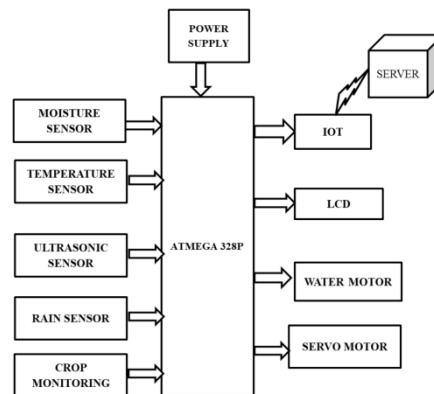 POWER
SUPPLY
SERVER
MOISTURE
SENSOR
IOT
TEMPERATURE
SENSOR
LCD
ATMEGA 328P
ULTRASONIC
SENSOR
WATER MOTOR
RAIN SENSOR
SERVO MOTOR
CROP
MONITORING